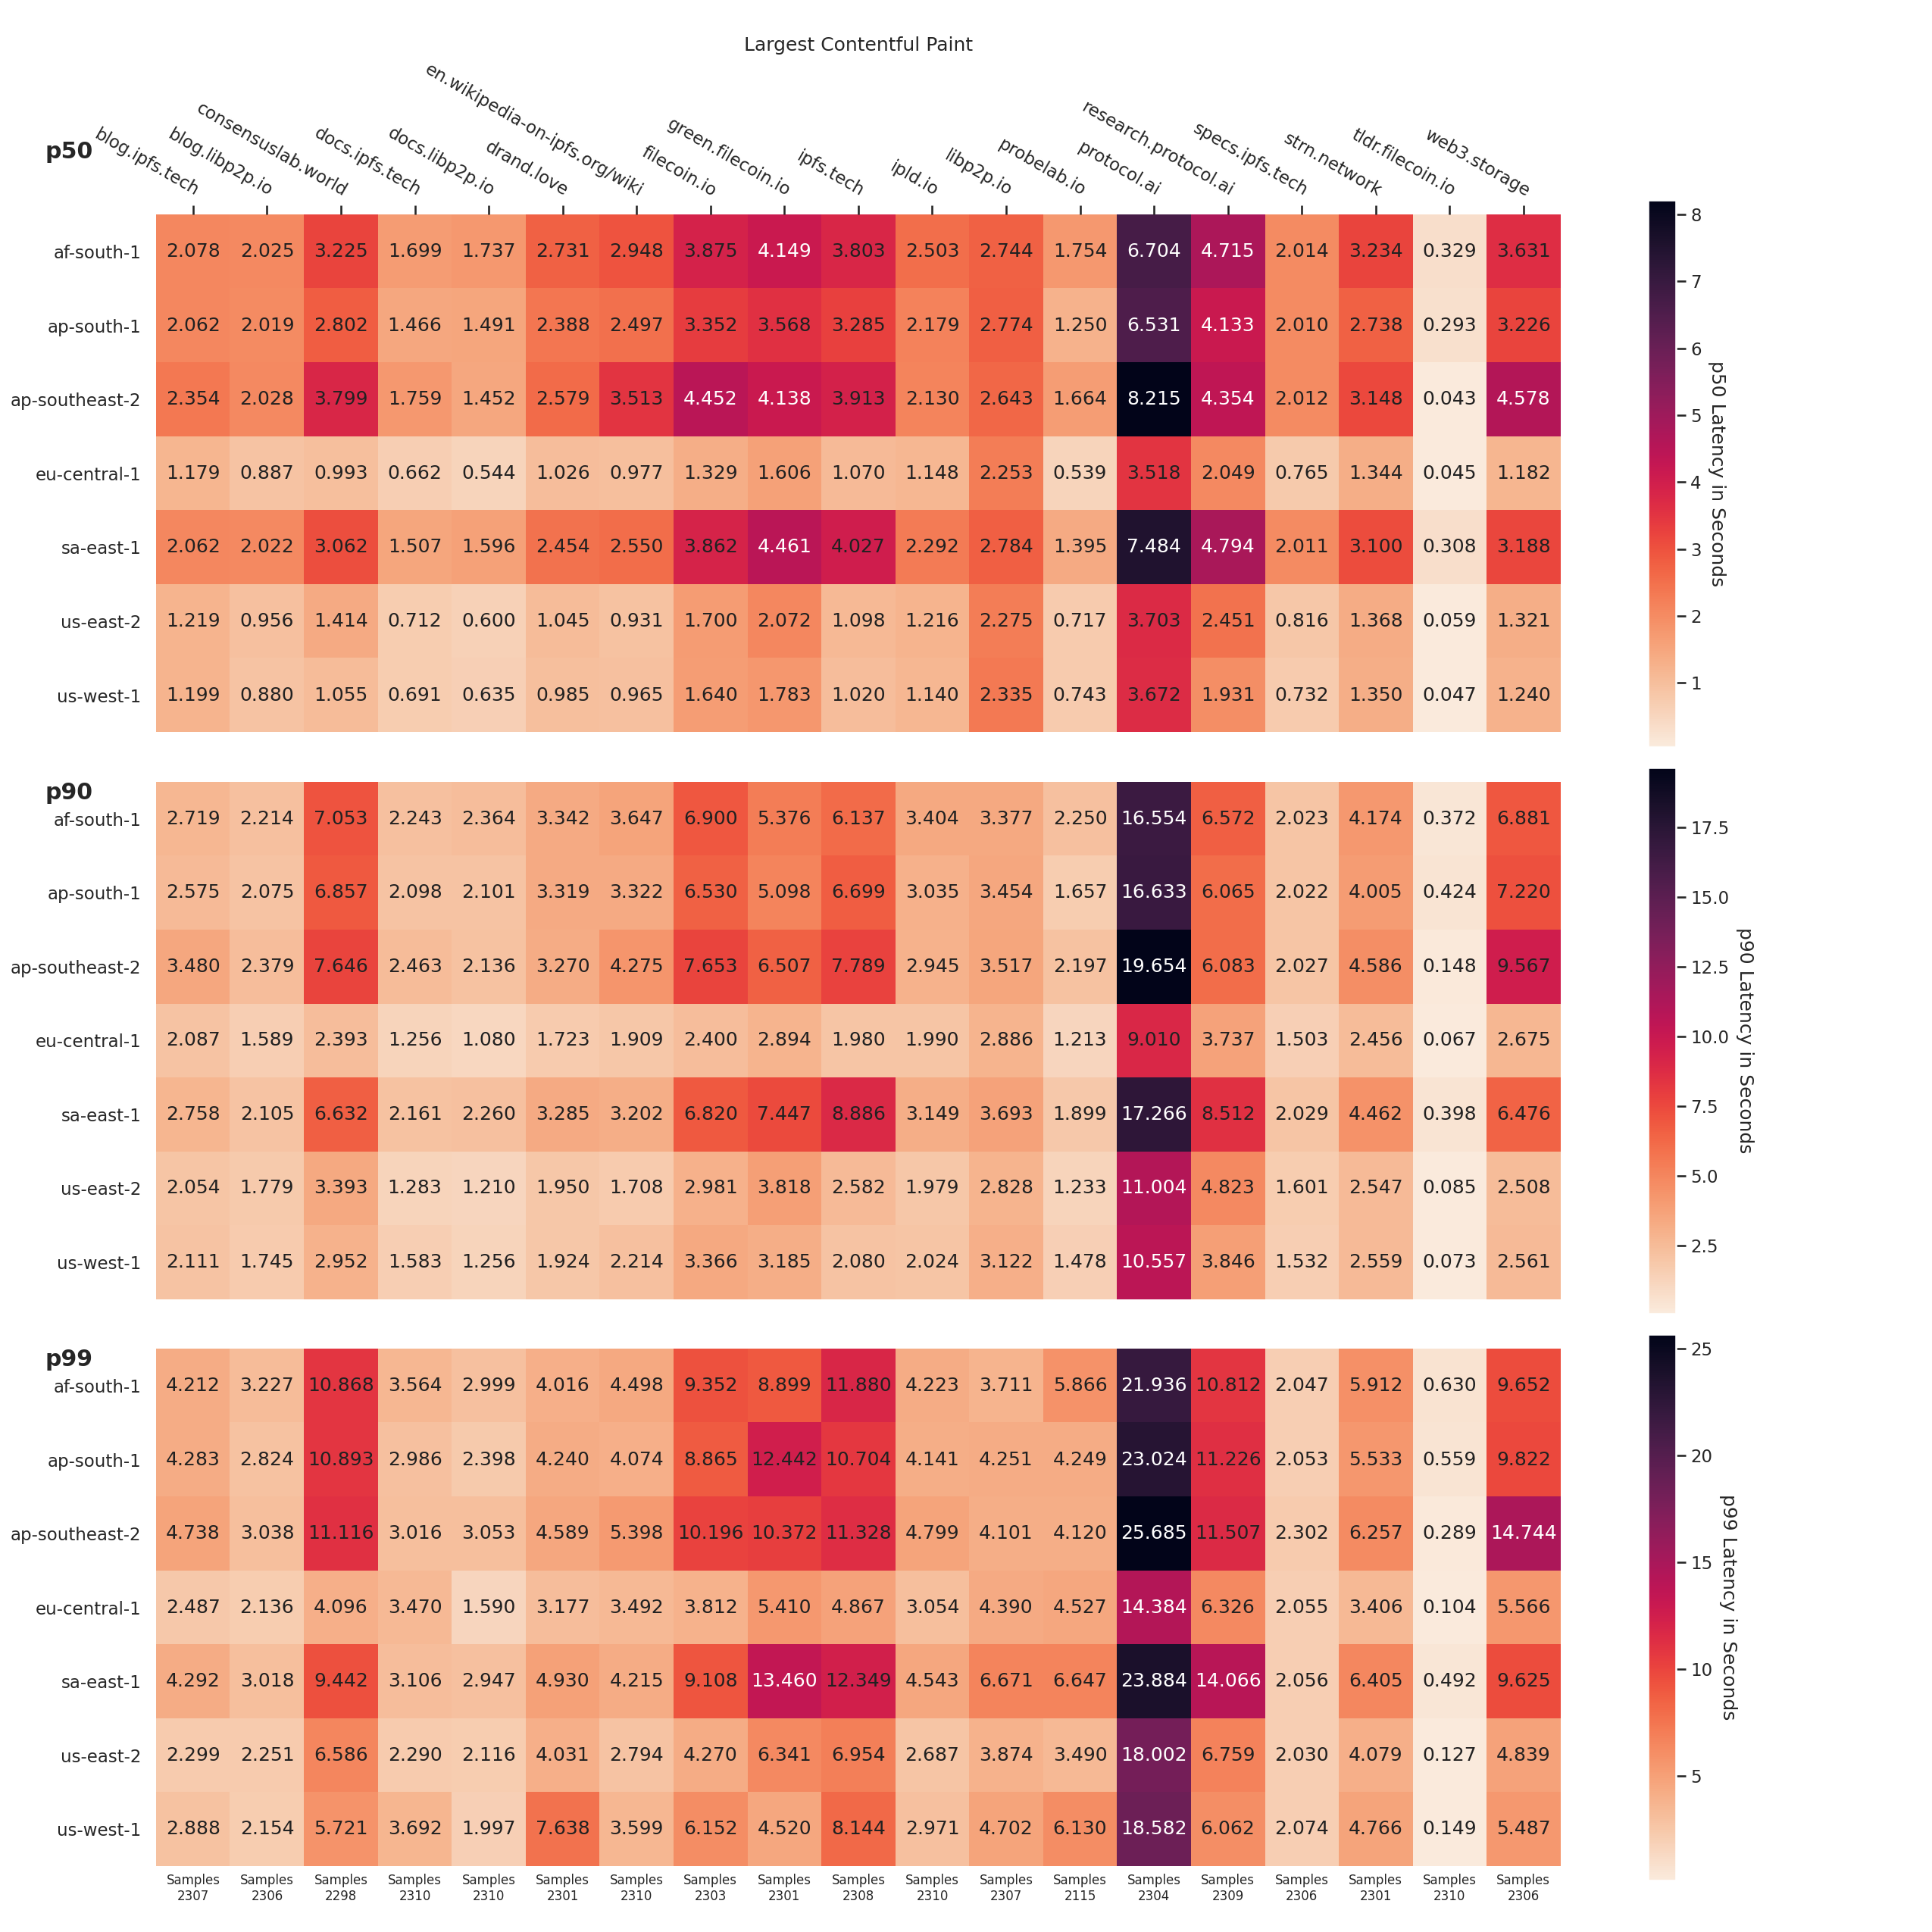 Largest Contentful Paint
p50
blog.ipfs.tech
blog.libp2p.io
consensuslab.world
docs.ipfs.tech
docs.libp2p.io
drand.love
en.wikipedia-on-ipfs.org/wiki
filecoin.io
green.filecoin.io
ipfs.tech
ipld.io
libp2p.io
probelab.io
protocol.ai
research.protocol.ai
specs.ipfs.tech
strn.network
tldr.filecoin.io
web3.storage
af-south-1 2.078 2.025 3.225 1.699 1.737 2.731 2.948 3.875 4.149 3.803 2.503 2.744 1.754 6.704 4.715 2.014 3.234 0.329 3.631
ap-south-1 2.062 2.019 2.802 1.466 1.491 2.388 2.497 3.352 3.568 3.285 2.179 2.774 1.250 6.531 4.133 2.010 2.738 0.293 3.226
ap-southeast-2 2.354 2.028 3.799 1.759 1.452 2.579 3.513 4.452 4.138 3.913 2.130 2.643 1.664 8.215 4.354 2.012 3.148 0.043 4.578
eu-central-1 1.179 0.887 0.993 0.662 0.544 1.026 0.977 1.329 1.606 1.070 1.148 2.253 0.539 3.518 2.049 0.765 1.344 0.045 1.182
sa-east-1 2.062 2.022 3.062 1.507 1.596 2.454 2.550 3.862 4.461 4.027 2.292 2.784 1.395 7.484 4.794 2.011 3.100 0.308 3.188
us-east-2 1.219 0.956 1.414 0.712 0.600 1.045 0.931 1.700 2.072 1.098 1.216 2.275 0.717 3.703 2.451 0.816 1.368 0.059 1.321
us-west-1 1.199 0.880 1.055 0.691 0.635 0.985 0.965 1.640 1.783 1.020 1.140 2.335 0.743 3.672 1.931 0.732 1.350 0.047 1.240
8
7
6
5
4
3
2
1
p50 Latency in Seconds
p90
af-south-1 2.719 2.214 7.053 2.243 2.364 3.342 3.647 6.900 5.376 6.137 3.404 3.377 2.250 16.554 6.572 2.023 4.174 0.372 6.881
ap-south-1 2.575 2.075 6.857 2.098 2.101 3.319 3.322 6.530 5.098 6.699 3.035 3.454 1.657 16.633 6.065 2.022 4.005 0.424 7.220
ap-southeast-2 3.480 2.379 7.646 2.463 2.136 3.270 4.275 7.653 6.507 7.789 2.945 3.517 2.197 19.654 6.083 2.027 4.586 0.148 9.567
eu-central-1 2.087 1.589 2.393 1.256 1.080 1.723 1.909 2.400 2.894 1.980 1.990 2.886 1.213 9.010 3.737 1.503 2.456 0.067 2.675
sa-east-1 2.758 2.105 6.632 2.161 2.260 3.285 3.202 6.820 7.447 8.886 3.149 3.693 1.899 17.266 8.512 2.029 4.462 0.398 6.476
us-east-2 2.054 1.779 3.393 1.283 1.210 1.950 1.708 2.981 3.818 2.582 1.979 2.828 1.233 11.004 4.823 1.601 2.547 0.085 2.508
us-west-1 2.111 1.745 2.952 1.583 1.256 1.924 2.214 3.366 3.185 2.080 2.024 3.122 1.478 10.557 3.846 1.532 2.559 0.073 2.561
17.5
15.0
12.5
10.0
7.5
5.0
2.5
p90 Latency in Seconds
p99
af-south-1 4.212 3.227 10.868 3.564 2.999 4.016 4.498 9.352 8.899 11.880 4.223 3.711 5.866 21.936 10.812 2.047 5.912 0.630 9.652
ap-south-1 4.283 2.824 10.893 2.986 2.398 4.240 4.074 8.865 12.442 10.704 4.141 4.251 4.249 23.024 11.226 2.053 5.533 0.559 9.822
ap-southeast-2 4.738 3.038 11.116 3.016 3.053 4.589 5.398 10.196 10.372 11.328 4.799 4.101 4.120 25.685 11.507 2.302 6.257 0.289 14.744
eu-central-1 2.487 2.136 4.096 3.470 1.590 3.177 3.492 3.812 5.410 4.867 3.054 4.390 4.527 14.384 6.326 2.055 3.406 0.104 5.566
sa-east-1 4.292 3.018 9.442 3.106 2.947 4.930 4.215 9.108 13.460 12.349 4.543 6.671 6.647 23.884 14.066 2.056 6.405 0.492 9.625
us-east-2 2.299 2.251 6.586 2.290 2.116 4.031 2.794 4.270 6.341 6.954 2.687 3.874 3.490 18.002 6.759 2.030 4.079 0.127 4.839
us-west-1 2.888 2.154 5.721 3.692 1.997 7.638 3.599 6.152 4.520 8.144 2.971 4.702 6.130 18.582 6.062 2.074 4.766 0.149 5.487
25
20
15
10
5
p99 Latency in Seconds
Samples Samples Samples Samples Samples Samples Samples Samples Samples Samples Samples Samples Samples Samples Samples Samples Samples Samples Samples
2307 2306 2298 2310 2310 2301 2310 2303 2301 2308 2310 2307 2115 2304 2309 2306 2301 2310 2306